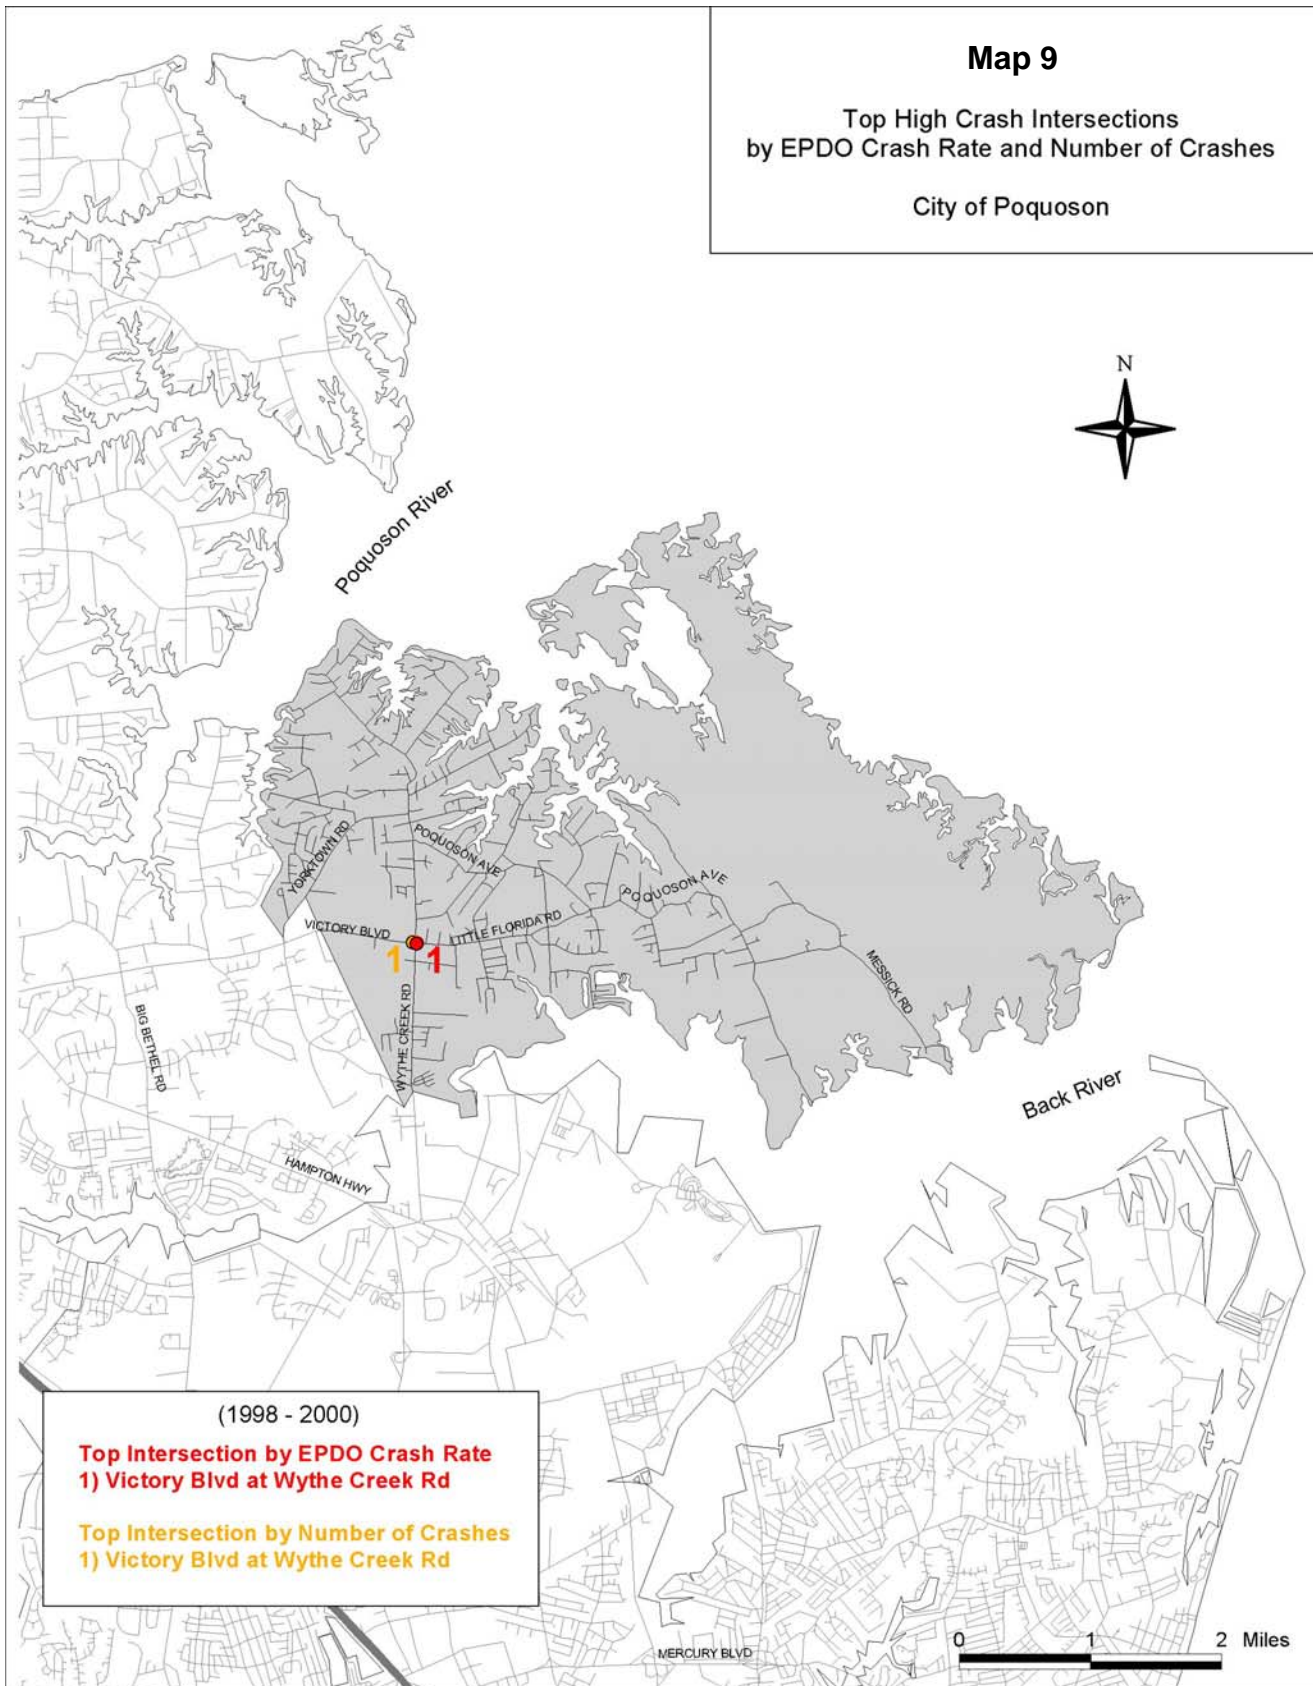 Map 9
Top High Crash Intersections
by EPDO Crash Rate and Number of Crashes
City of Poquoson
N
Poquoson River
YORKTOWN RD
POQUOSON AVE
POQUOSON AVE
VICTORY BLVD
LITTLE FLORIDA RD
1
1
MESSICK RD
WYTHE CREEK RD
BIG BETHEL RD
Back River
HAMPTON HWY
(1998 - 2000)
Top Intersection by EPDO Crash Rate
1) Victory Blvd at Wythe Creek Rd
Top Intersection by Number of Crashes
1) Victory Blvd at Wythe Creek Rd
MERCURY BLVD
0 1 2 Miles